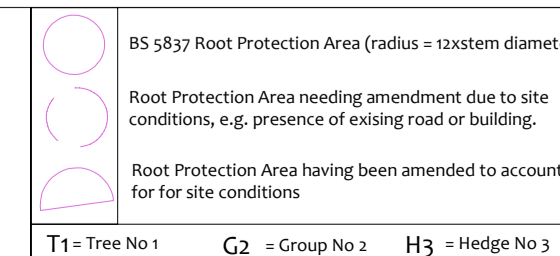 BS 5837 Root Protection Area (radius = 12xstem diamet
Root Protection Area needing amendment due to site
conditions, e.g. presence of exising road or building.
Root Protection Area having been amended to account
for for site conditions
T1 = Tree No 1 G2 = Group No 2 H3 = Hedge No 3